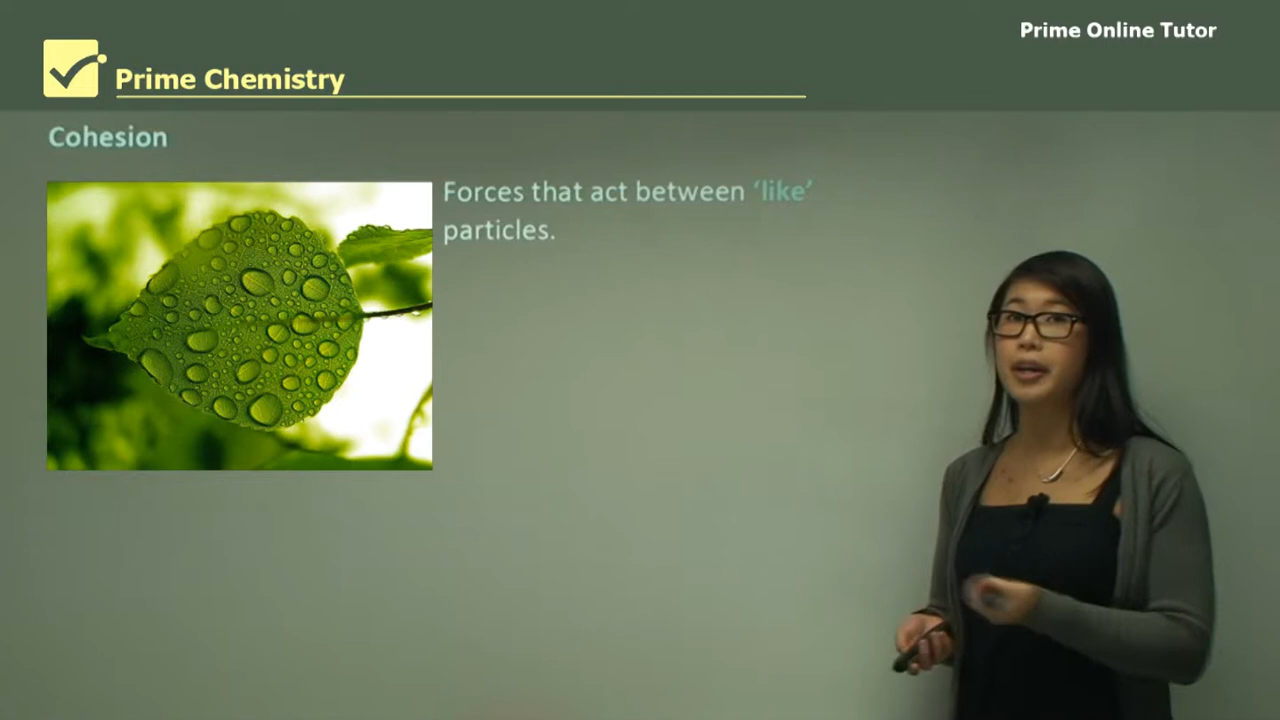 Prime Online Tutor
Prime Chemistry
Cohesion
Forces that act between ‘like’
particles.